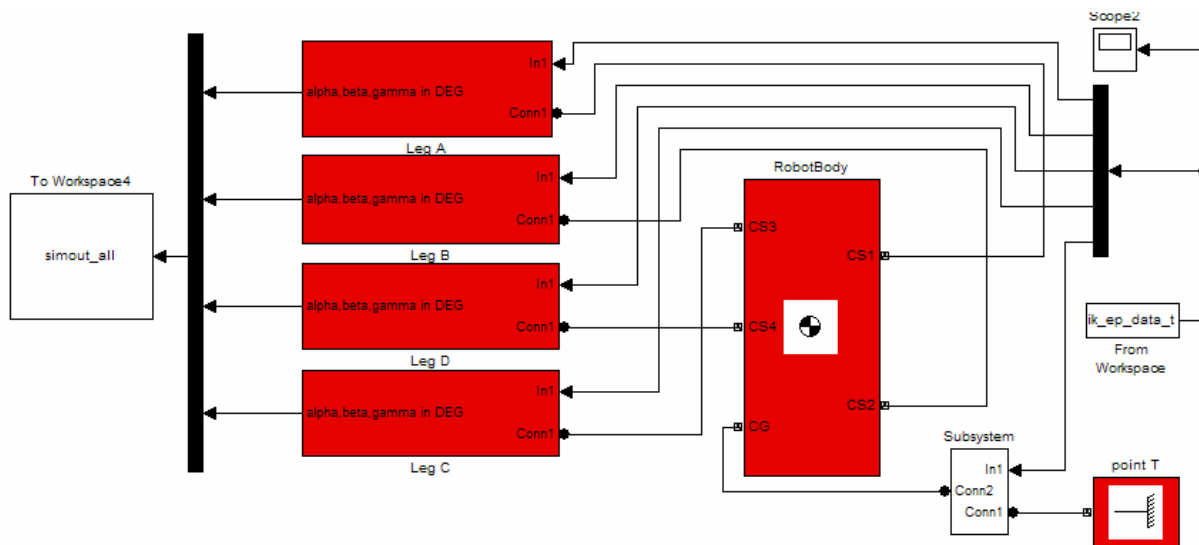 Scope2
In1
alpha,beta,gamma in DEG
Conn1
Leg A
To Workspace4
simout_all
In1
alpha,beta,gamma in DEG
Conn1
Leg B
In1
alpha,beta,gamma in DEG
Conn1
Leg D
In1
alpha,beta,gamma in DEG
Conn1
Leg C
RobotBody
CS3
CS1
CS4
CS2
CG
ik_ep_data_t
From
Workspace
Subsystem
In1
Conn2
Conn1
point T